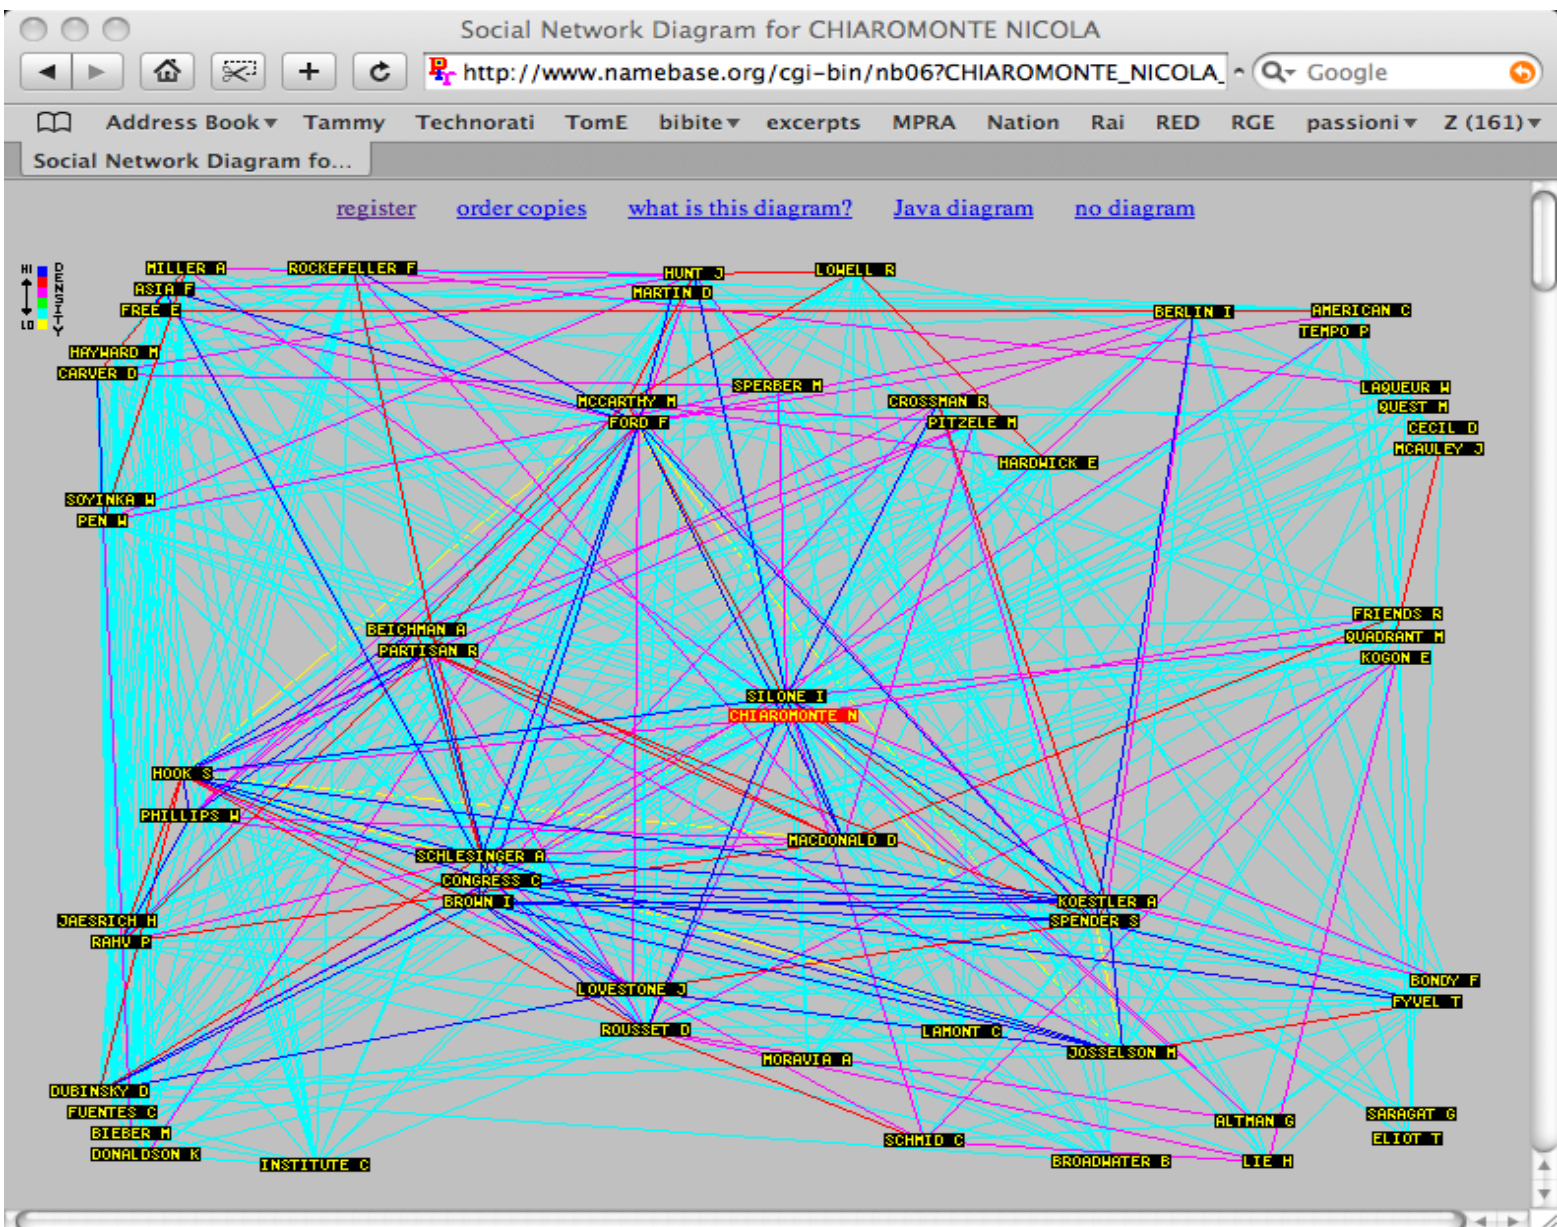 Social Network Diagram for CHIAROMONTE NICOLA
http://www.namebase.org/cgi-bin/nb06?CHIAROMONTE_NICOLA_
Google
Address Book Tammy Technorati TomE bibite excerpts MPRA Nation Rai RED RGE passioni Z (161)
Social Network Diagram fo...
register order copies what is this diagram? Java diagram no diagram
HI
LO
DENSITY
MILLER A
ROCKEFELLER F
HUNT J
LOWELL R
ASIA F
MARTIN D
FREE E
BERLIN I
AMERICAN C
TEMPO P
HAYWARD M
CARVER D
SPERBER M
LAQUEUR W
MCCARTHY M
CROSSMAN R
QUEST M
FORD F
PITZELE M
CECIL D
MCAULEY J
HARDWICK E
SOYINKA W
PEN W
FRIENDS R
BEICHMAN A
QUADRANT M
PARTISAN R
KOGON E
SILONE I
CHIAROMONTE N
HOOK S
PHILLIPS W
MACDONALD D
SCHLESINGER A
CONGRESS C
BROWN I
KOESTLER A
JAESRICH H
SPENDER S
RAHV P
BONDY F
LOVESTONE J
FYVEL T
ROUSSET D
LAMONT C
JOSSELSON M
MORAVIA A
DUBINSKY D
FUENTES C
SARAGAT G
ALTMAN G
BIEBER M
SCHMID C
ELIOT T
DONALDSON K
INSTITUTE C
BROADWATER B
LIE H